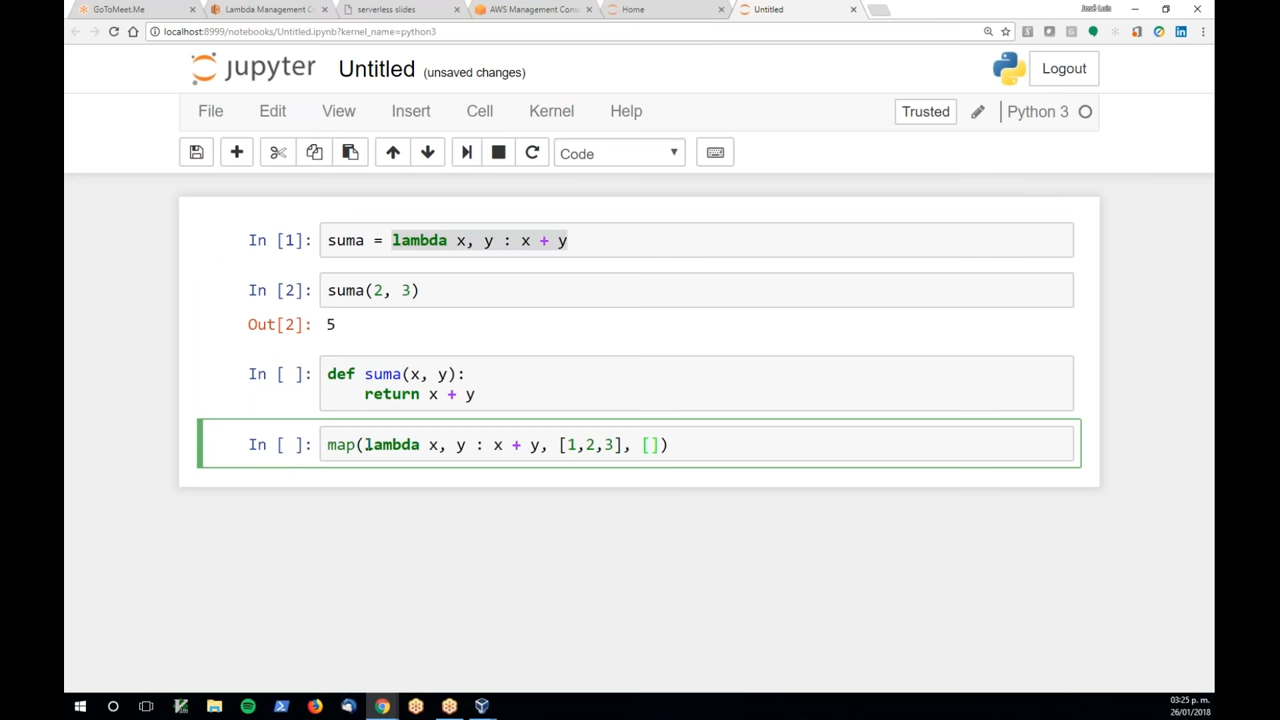 GoToMeet.Me
Lambda Management Co
serverless slides
AWS Management Cons
Home
Untitled
José Luis
localhost:8999/notebooks/Untitled.ipynb?kernel_name=python3
jupyter Untitled (unsaved changes)
Logout
File Edit View Insert Cell Kernel Help
Trusted
Python 3
Code
In [1]: suma = lambda x, y : x + y
In [2]: suma(2, 3)
Out[2]: 5
In [ ]: def suma(x, y):
return x + y
In [ ]: map(lambda x, y : x + y, [1,2,3], [])
03:25 p. m.
26/01/2018